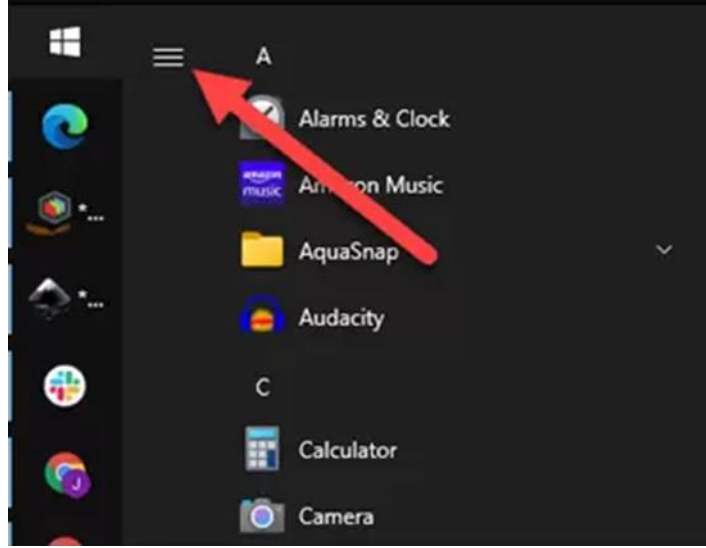 A
Alarms & Clock
amazon music
Amazon Music
*...
AquaSnap
*...
Audacity
C
Calculator
J
Camera